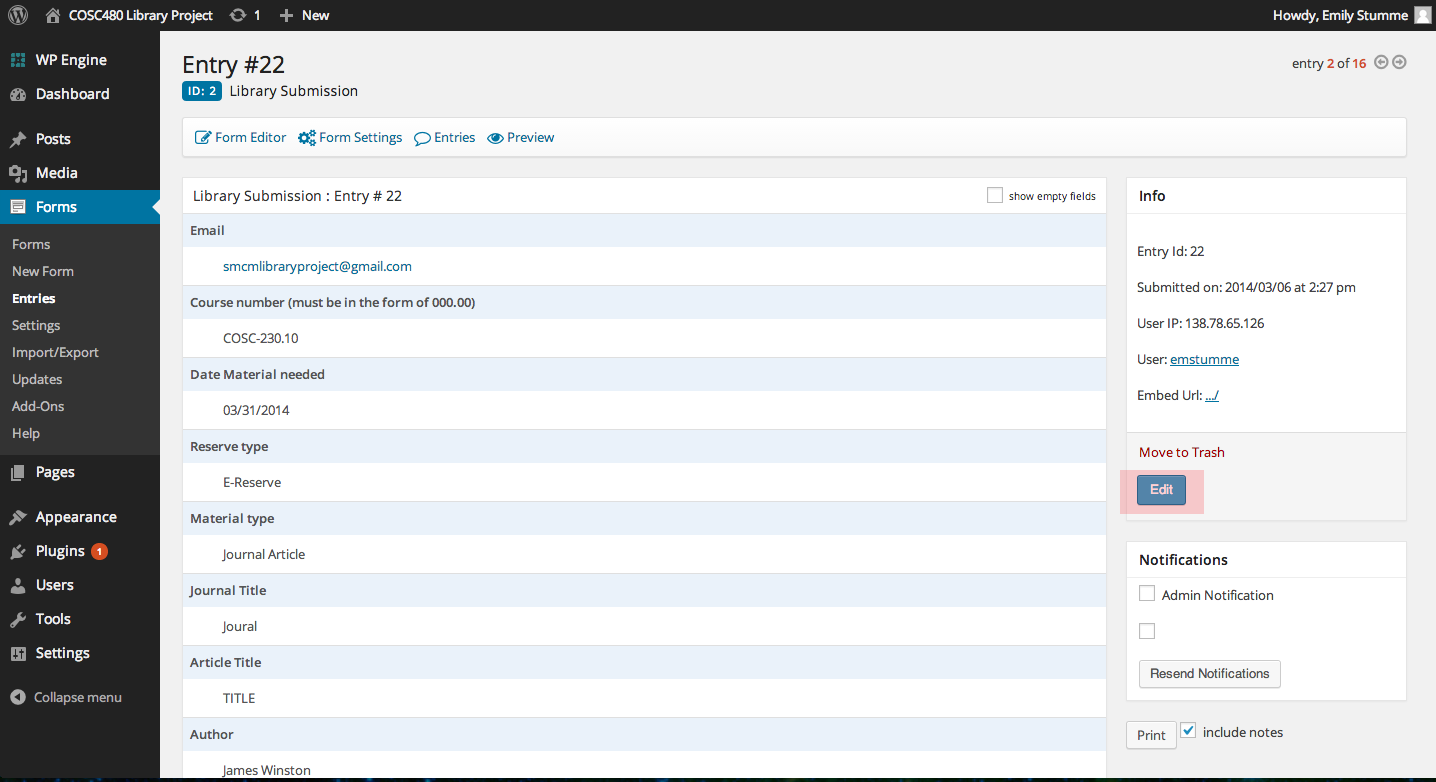 COSC480 Library Project 1 New Howdy, Emily Stumme
WP Engine
Dashboard
Posts
Media
Forms
Forms
New Form
Entries
Settings
Import/Export
Updates
Add-Ons
Help
Pages
Appearance
Plugins 1
Users
Tools
Settings
Collapse menu
Entry #22
entry 2 of 16
ID: 2 Library Submission
Form Editor Form Settings Entries Preview
Library Submission : Entry # 22 show empty fields
Email
smcmlibraryproject@gmail.com
Course number (must be in the form of 000.00)
COSC-230.10
Date Material needed
03/31/2014
Reserve type
E-Reserve
Material type
Journal Article
Journal Title
Joural
Article Title
TITLE
Author
James Winston
Info
Entry Id: 22
Submitted on: 2014/03/06 at 2:27 pm
User IP: 138.78.65.126
User: emstumme
Embed Url: .../
Move to Trash
Edit
Notifications
Admin Notification
Resend Notifications
Print include notes